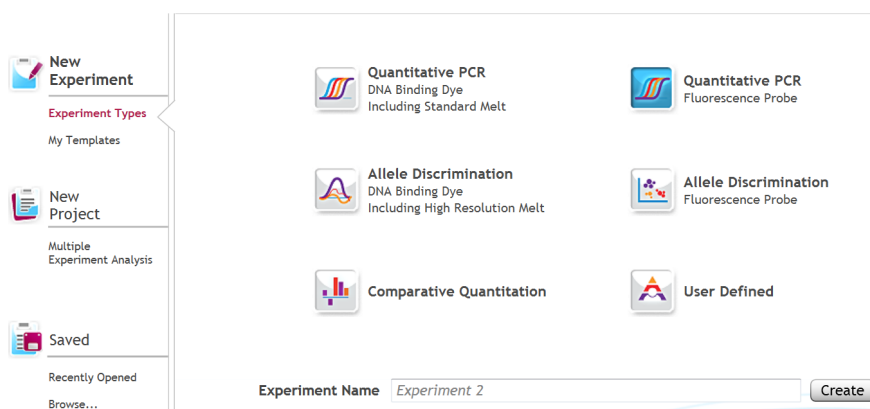 New
Experiment
Experiment Types
My Templates
New
Project
Multiple
Experiment Analysis
Saved
Recently Opened
Browse...
Quantitative PCR
DNA Binding Dye
Including Standard Melt
Quantitative PCR
Fluorescence Probe
Allele Discrimination
DNA Binding Dye
Including High Resolution Melt
Allele Discrimination
Fluorescence Probe
Comparative Quantitation
User Defined
Experiment Name Experiment 2 Create